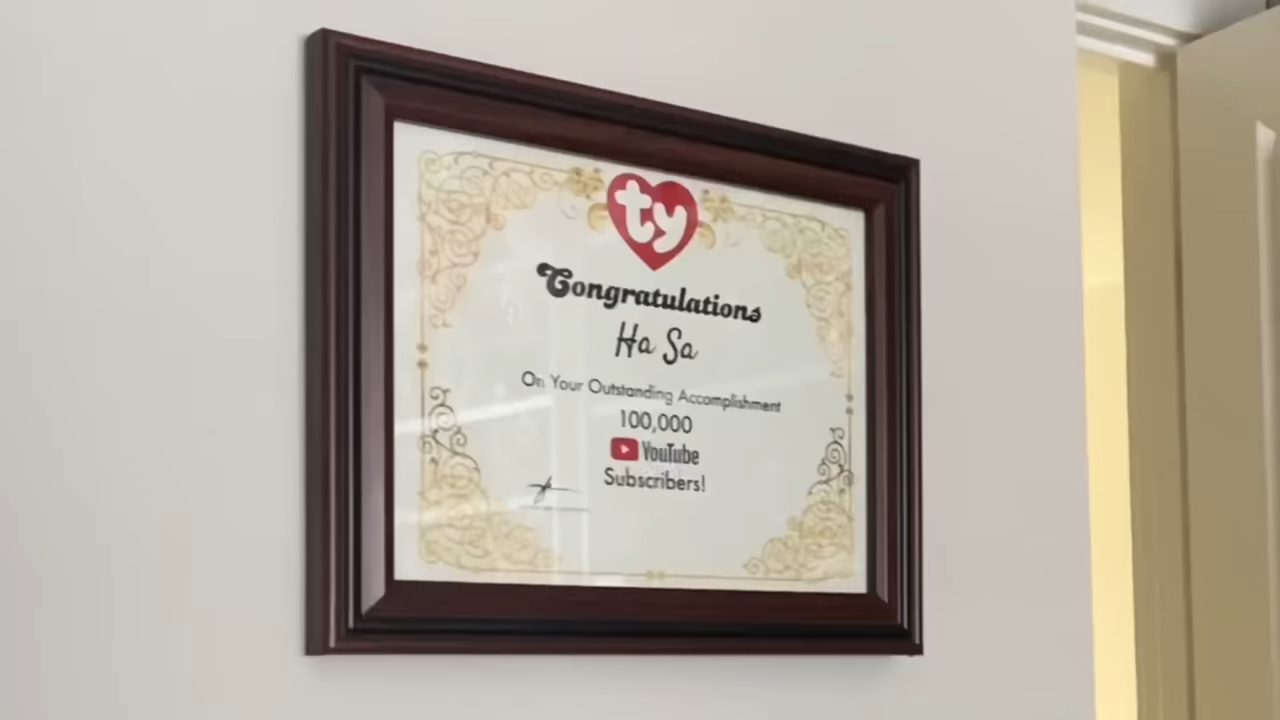 ty
Congratulations
Ha Sa
On Your Outstanding Accomplishment
100,000
YouTube
Subscribers!